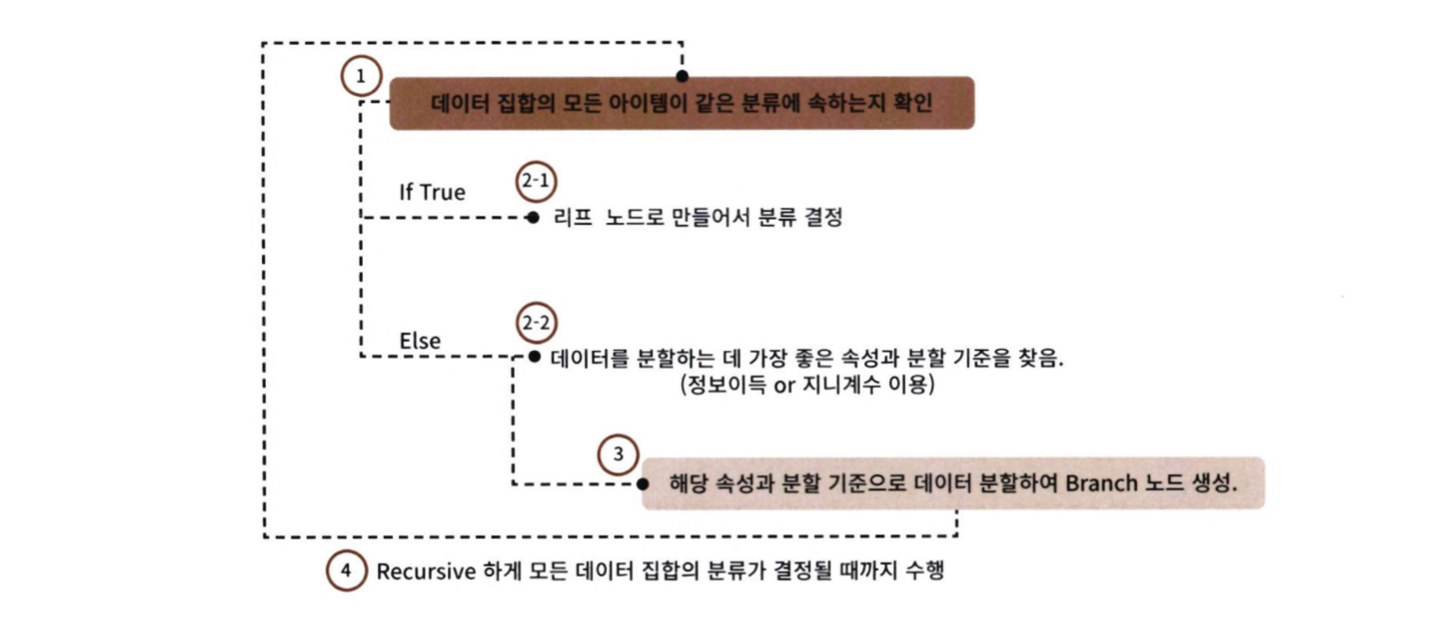 1
데이터 집합의 모든 아이템이 같은 분류에 속하는지 확인
If True
2-1
리프 노드로 만들어서 분류 결정
Else
2-2
데이터를 분할하는 데 가장 좋은 속성과 분할 기준을 찾음.
(정보이득 or 지니계수 이용)
3
해당 속성과 분할 기준으로 데이터 분할하여 Branch 노드 생성.
4 Recursive 하게 모든 데이터 집합의 분류가 결정될 때까지 수행